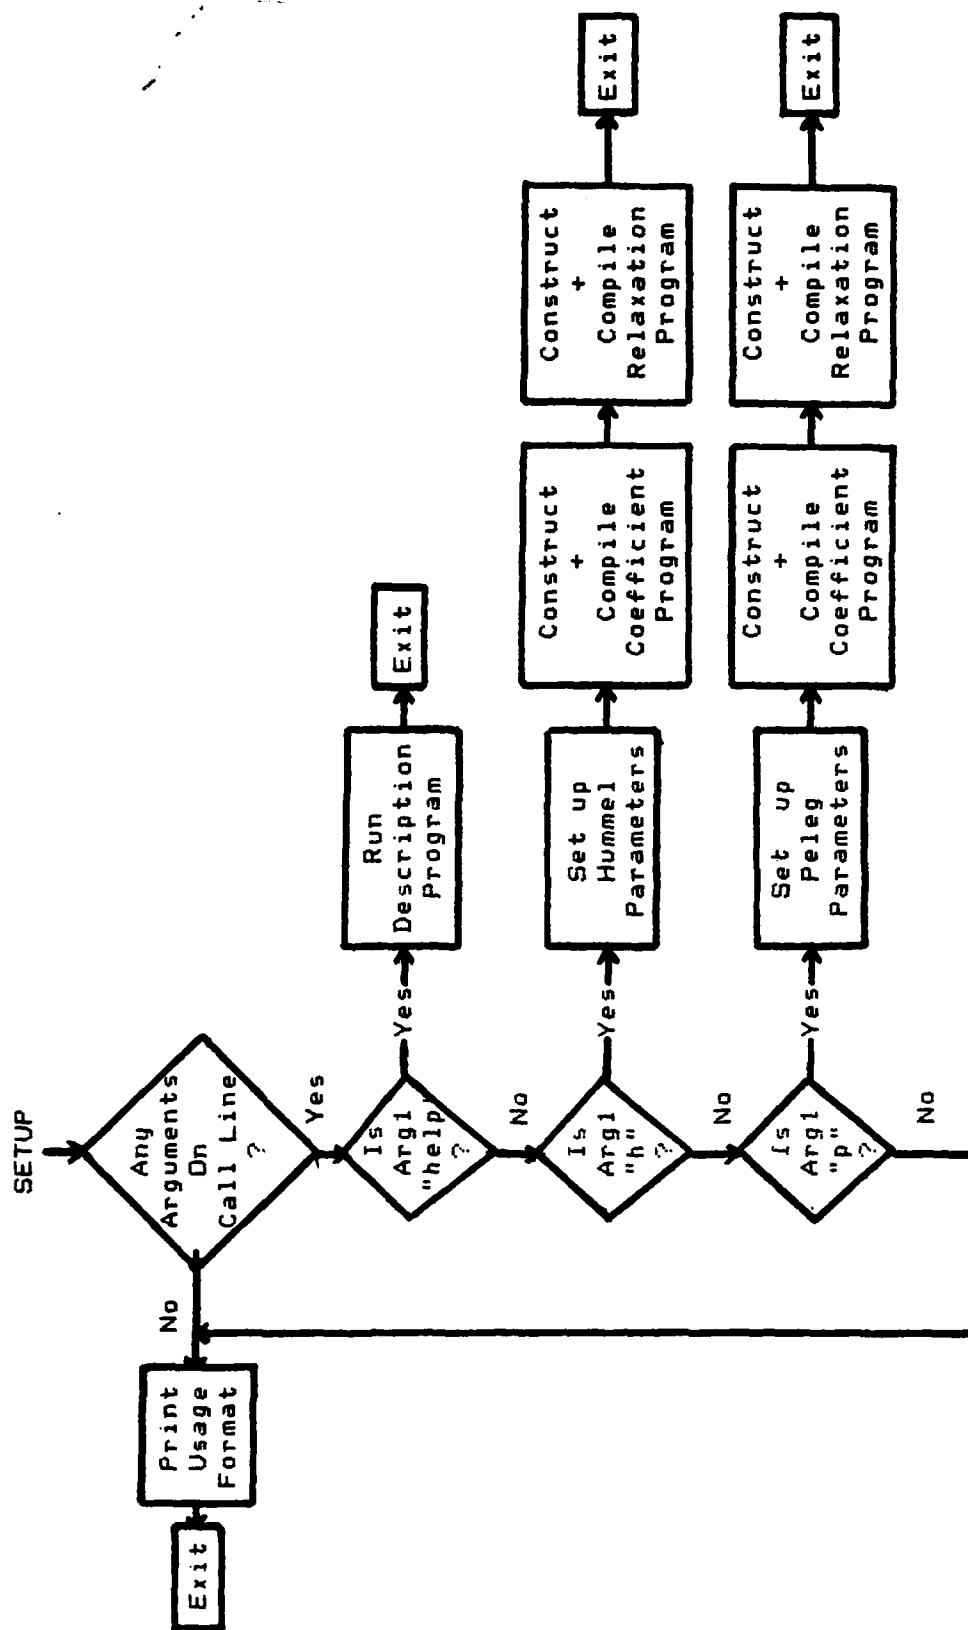 SETUP
Any
Arguments
On
Call Line
?
No
Print
Usage
Format
Exit
Yes
Is
Arg1
"help"
?
Yes
Run
Description
Program
Exit
No
Is
Arg1
"h"
?
Yes
Set up
Hummel
Parameters
Construct
+
Compile
Coefficient
Program
Construct
+
Compile
Relaxation
Program
Exit
No
Is
Arg1
"p"
?
Yes
Set up
Peleg
Parameters
Construct
+
Compile
Coefficient
Program
Construct
+
Compile
Relaxation
Program
Exit
No